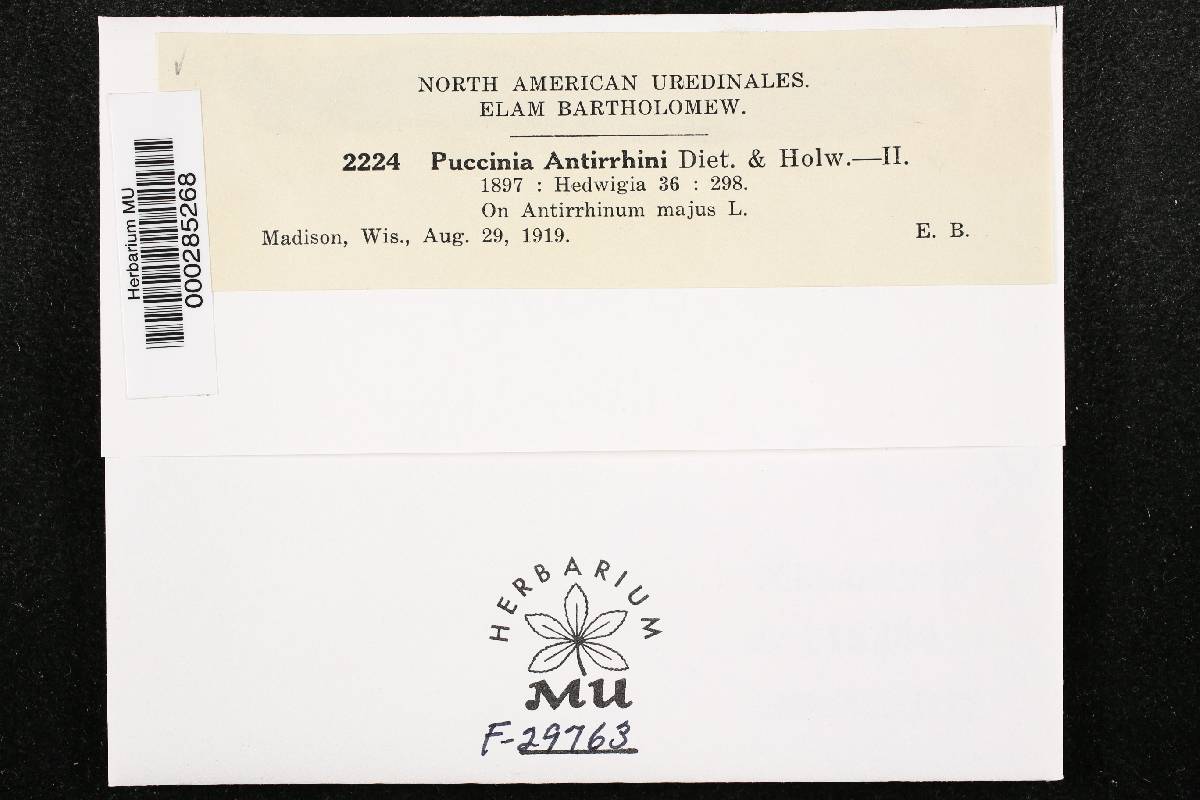 NORTH AMERICAN UREDINALES.
ELAM BARTHOLOMEW.
2224 Puccinia Antirrhini Diet. & Holw.—II.
1897 : Hedwigia 36 : 298.
On Antirrhinum majus L.
Madison, Wis., Aug. 29, 1919. E. B.
Herbarium MU
000285268
HERBARIUM
MU
F-29763